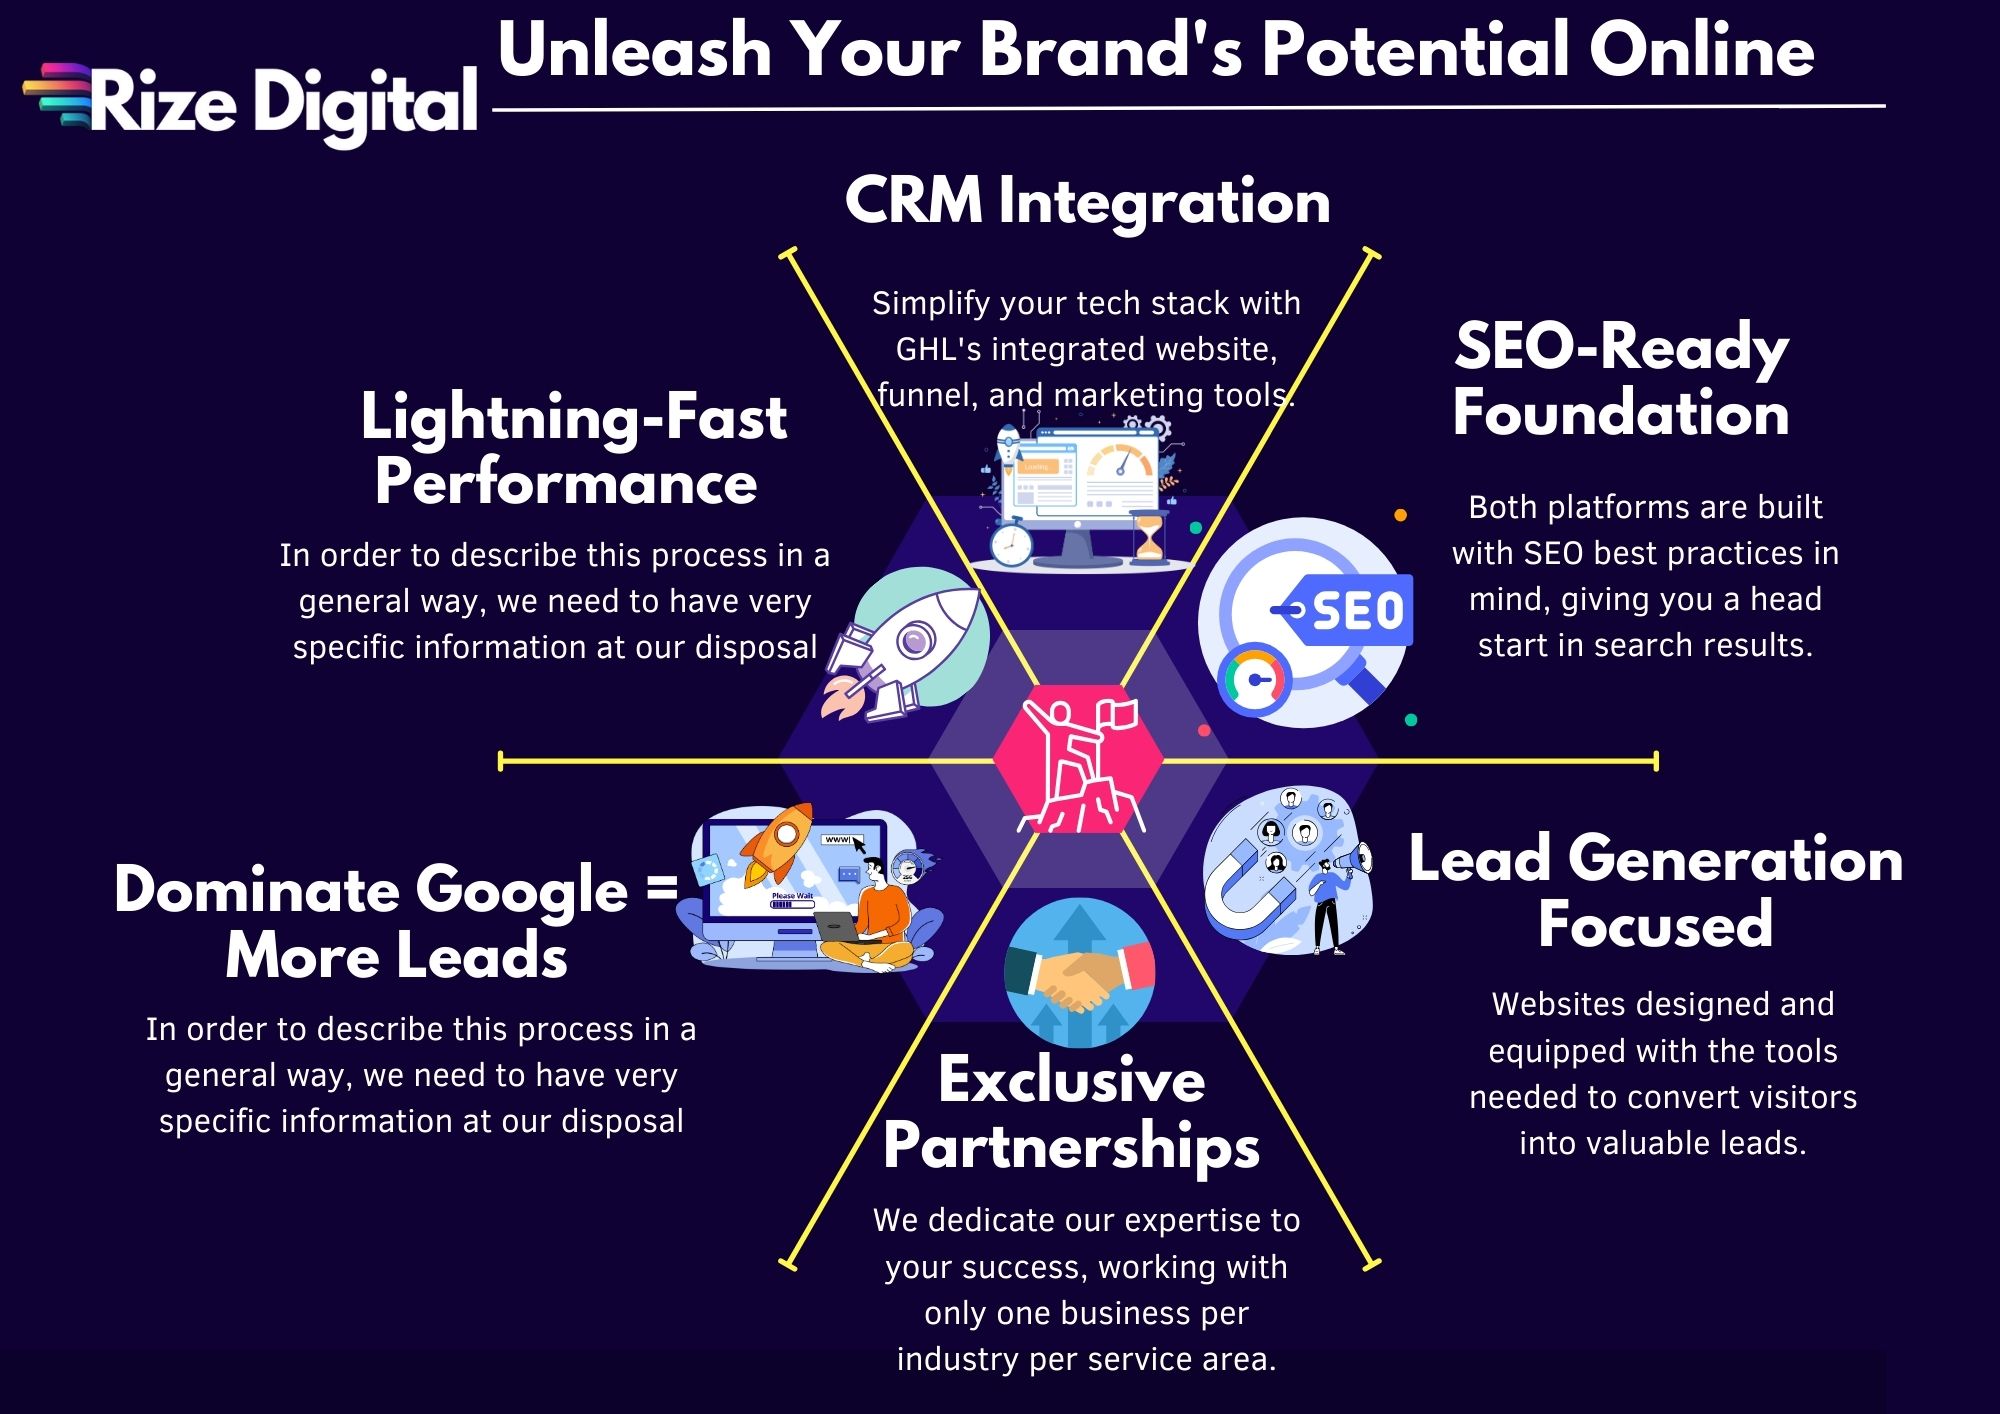 Rize Digital
Unleash Your Brand's Potential Online
CRM Integration
Simplify your tech stack with
GHL's integrated website,
funnel, and marketing tools.
Loading...
SEO-Ready
Foundation
Both platforms are built
with SEO best practices in
mind, giving you a head
start in search results.
SEO
Lightning-Fast
Performance
In order to describe this process in a
general way, we need to have very
specific information at our disposal
Dominate Google =
More Leads
In order to describe this process in a
general way, we need to have very
specific information at our disposal
WWW|
Please Wait
Lead Generation
Focused
Websites designed and
equipped with the tools
needed to convert visitors
into valuable leads.
Exclusive
Partnerships
We dedicate our expertise to
your success, working with
only one business per
industry per service area.